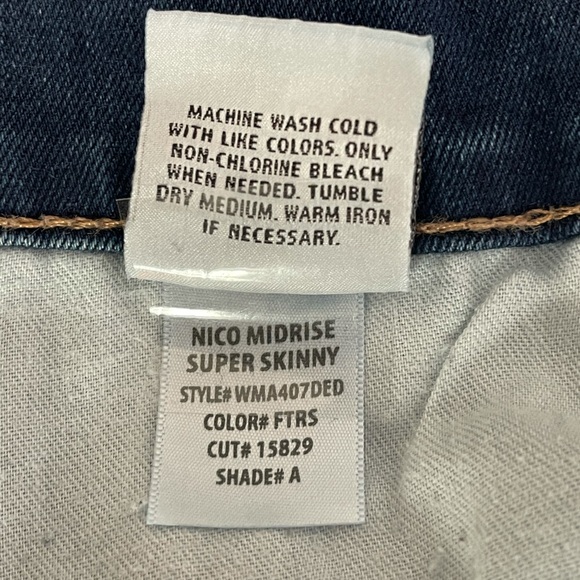 MACHINE WASH COLD
WITH LIKE COLORS. ONLY
NON-CHLORINE BLEACH
WHEN NEEDED. TUMBLE
DRY MEDIUM. WARM IRON
IF NECESSARY.
NICO MIDRISE
SUPER SKINNY
STYLE# WMA407DED
COLOR# FTRS
CUT# 15829
SHADE# A